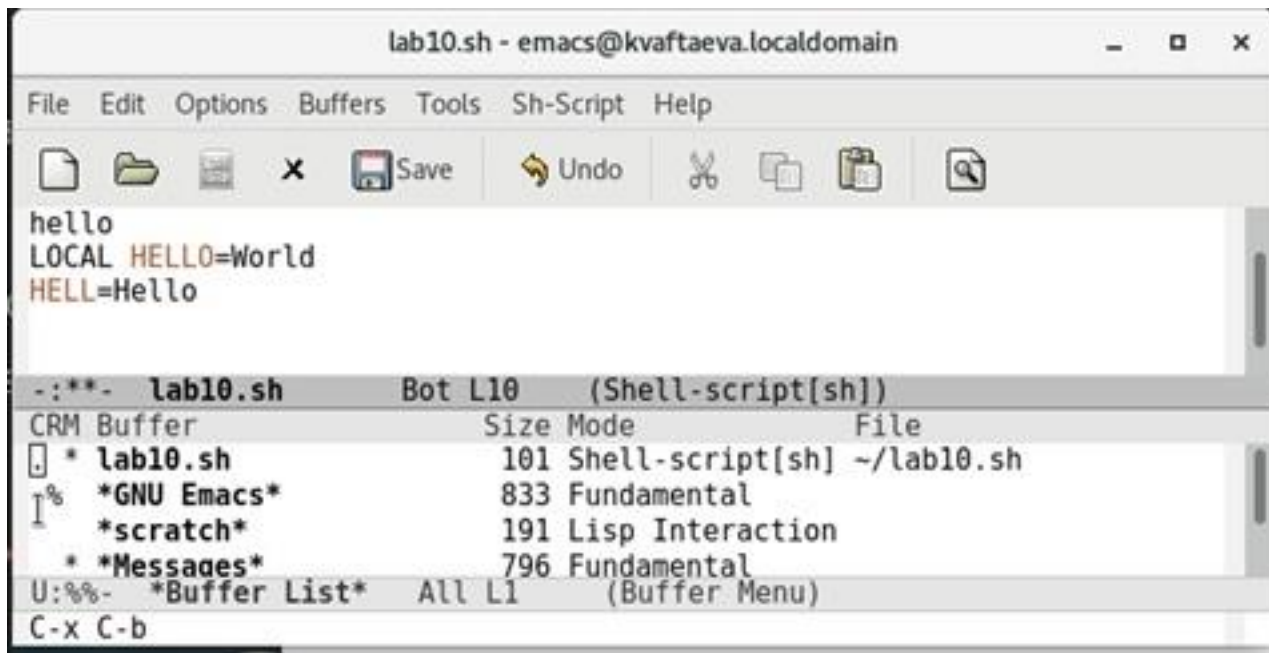 lab10.sh - emacs@kvaftaeva.localdomain
File Edit Options Buffers Tools Sh-Script Help
Save Undo
hello
LOCAL HELLO=World
HELL=Hello
-:**- lab10.sh Bot L10 (Shell-script[sh])
CRM Buffer Size Mode File
. * lab10.sh 101 Shell-script[sh] ~/lab10.sh
% *GNU Emacs* 833 Fundamental
*scratch* 191 Lisp Interaction
* *Messages* 796 Fundamental
U:%%- *Buffer List* All L1 (Buffer Menu)
C-x C-b